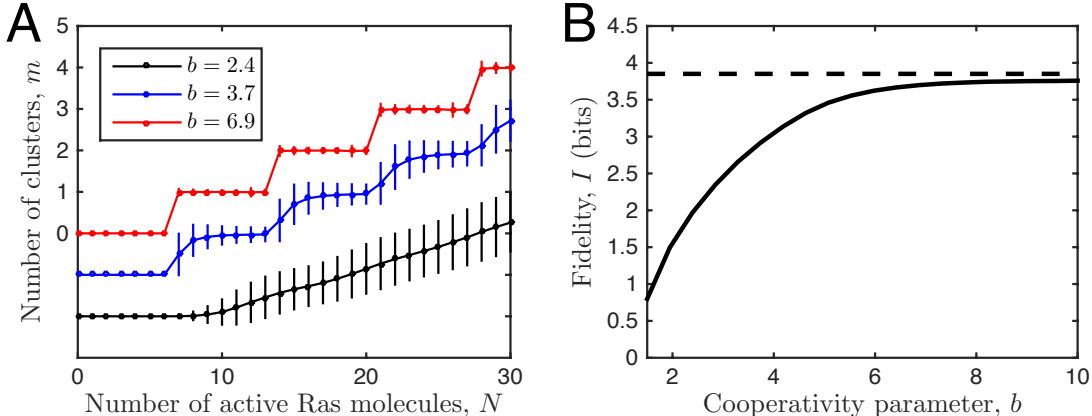 A
Number of clusters, m
5
4
3
2
1
0
b = 2.4
b = 3.7
b = 6.9
0
10
20
30
Number of active Ras molecules, N
B
Fidelity, I (bits)
4.5
4
3.5
3
2.5
1.5
1
0.5
0
2
4
6
8
10
Cooperativity parameter, b